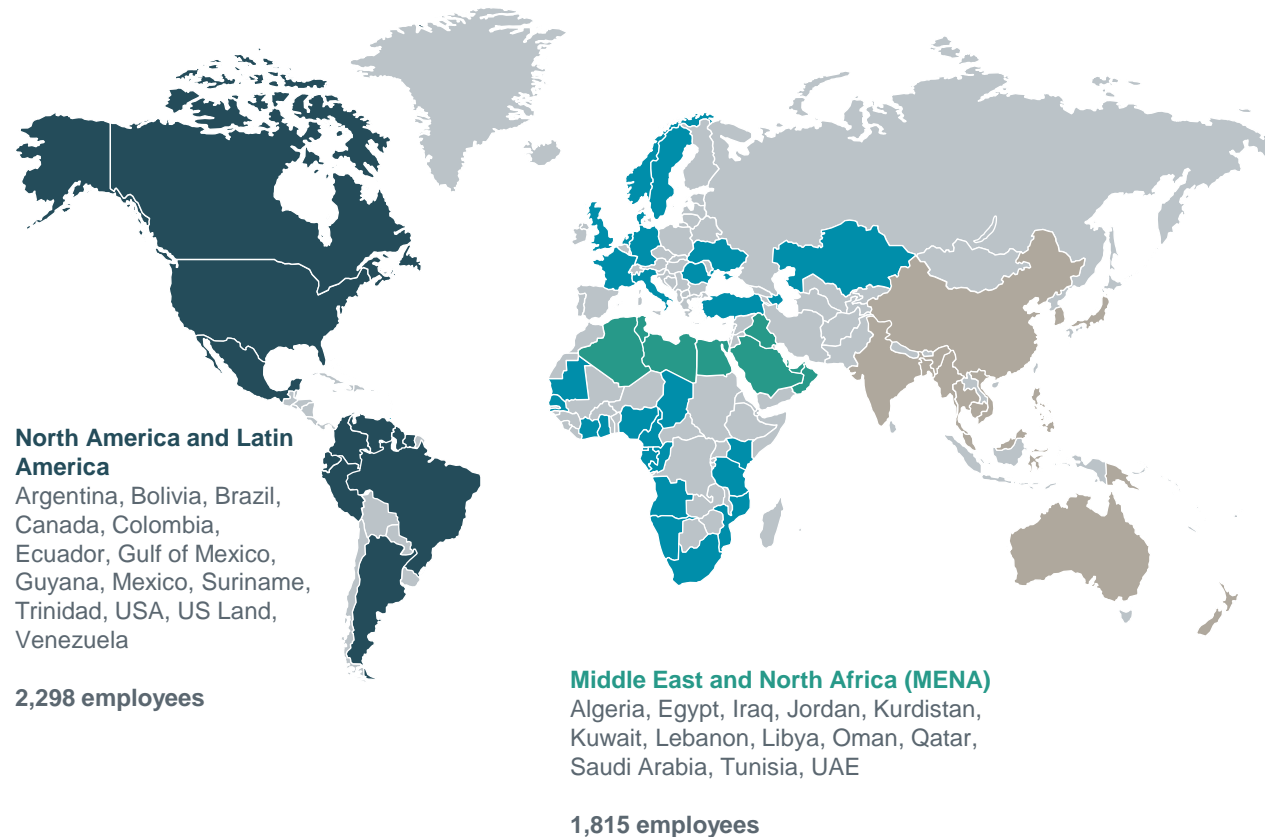 North America and Latin
America
Argentina, Bolivia, Brazil,
Canada, Colombia,
Ecuador, Gulf of Mexico,
Guyana, Mexico, Suriname,
Trinidad, USA, US Land,
Venezuela
2,298 employees
Middle East and North Africa (MENA)
Algeria, Egypt, Iraq, Jordan, Kurdistan,
Kuwait, Lebanon, Libya, Oman, Qatar,
Saudi Arabia, Tunisia, UAE
1,815 employees